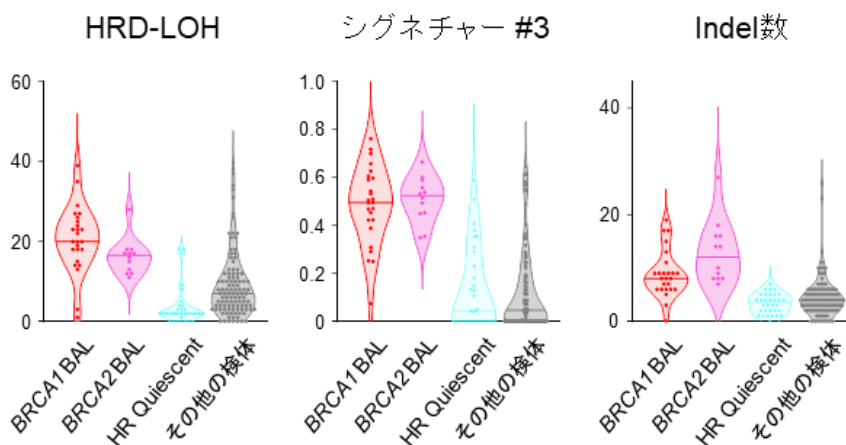 HRD-LOH
60
40
20
0
BRCA1 BAL
BRCA2 BAL
HR Quiescent
その他の検体
シグネチャー #3
1.0
0.8
0.6
0.4
0.2
0
BRCA1 BAL
BRCA2 BAL
HR Quiescent
その他の検体
Indel数
40
20
0
BRCA1 BAL
BRCA2 BAL
HR Quiescent
その他の検体